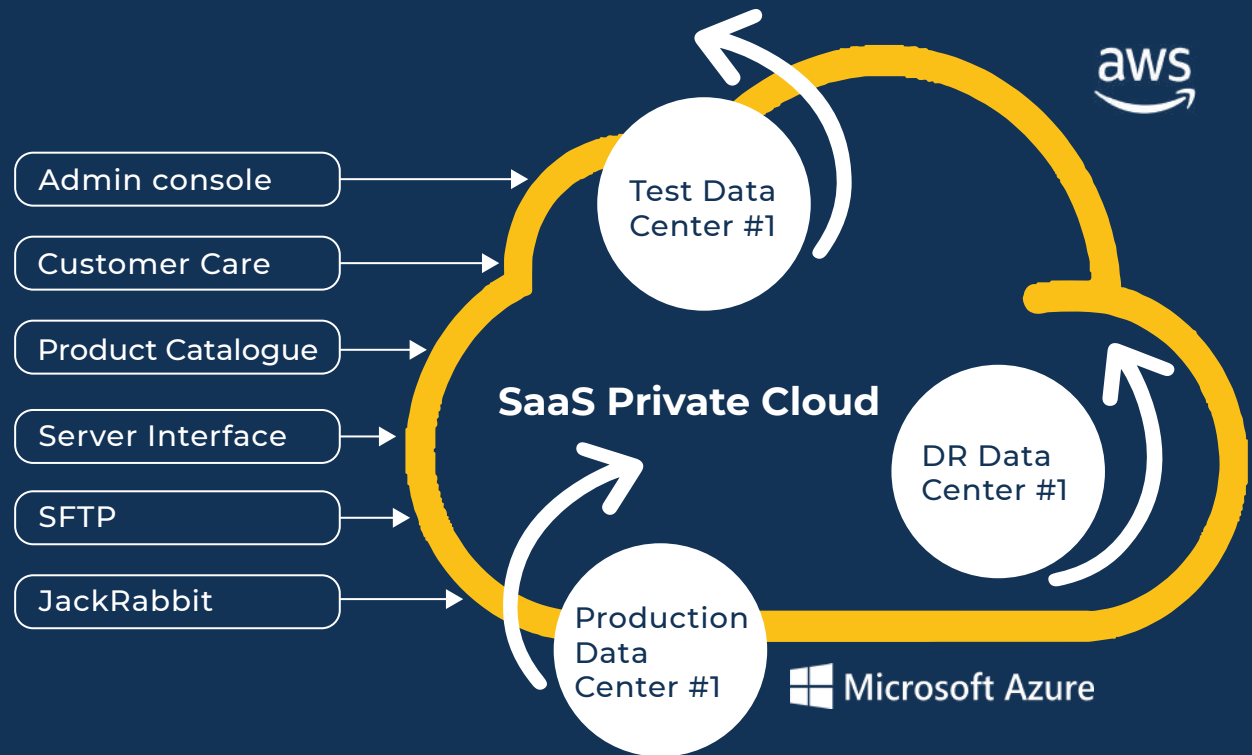 aws
Admin console
Customer Care
Product Catalogue
Server Interface
SFTP
JackRabbit
Test Data
Center #1
SaaS Private Cloud
DR Data
Center #1
Production
Data
Center #1
Microsoft Azure